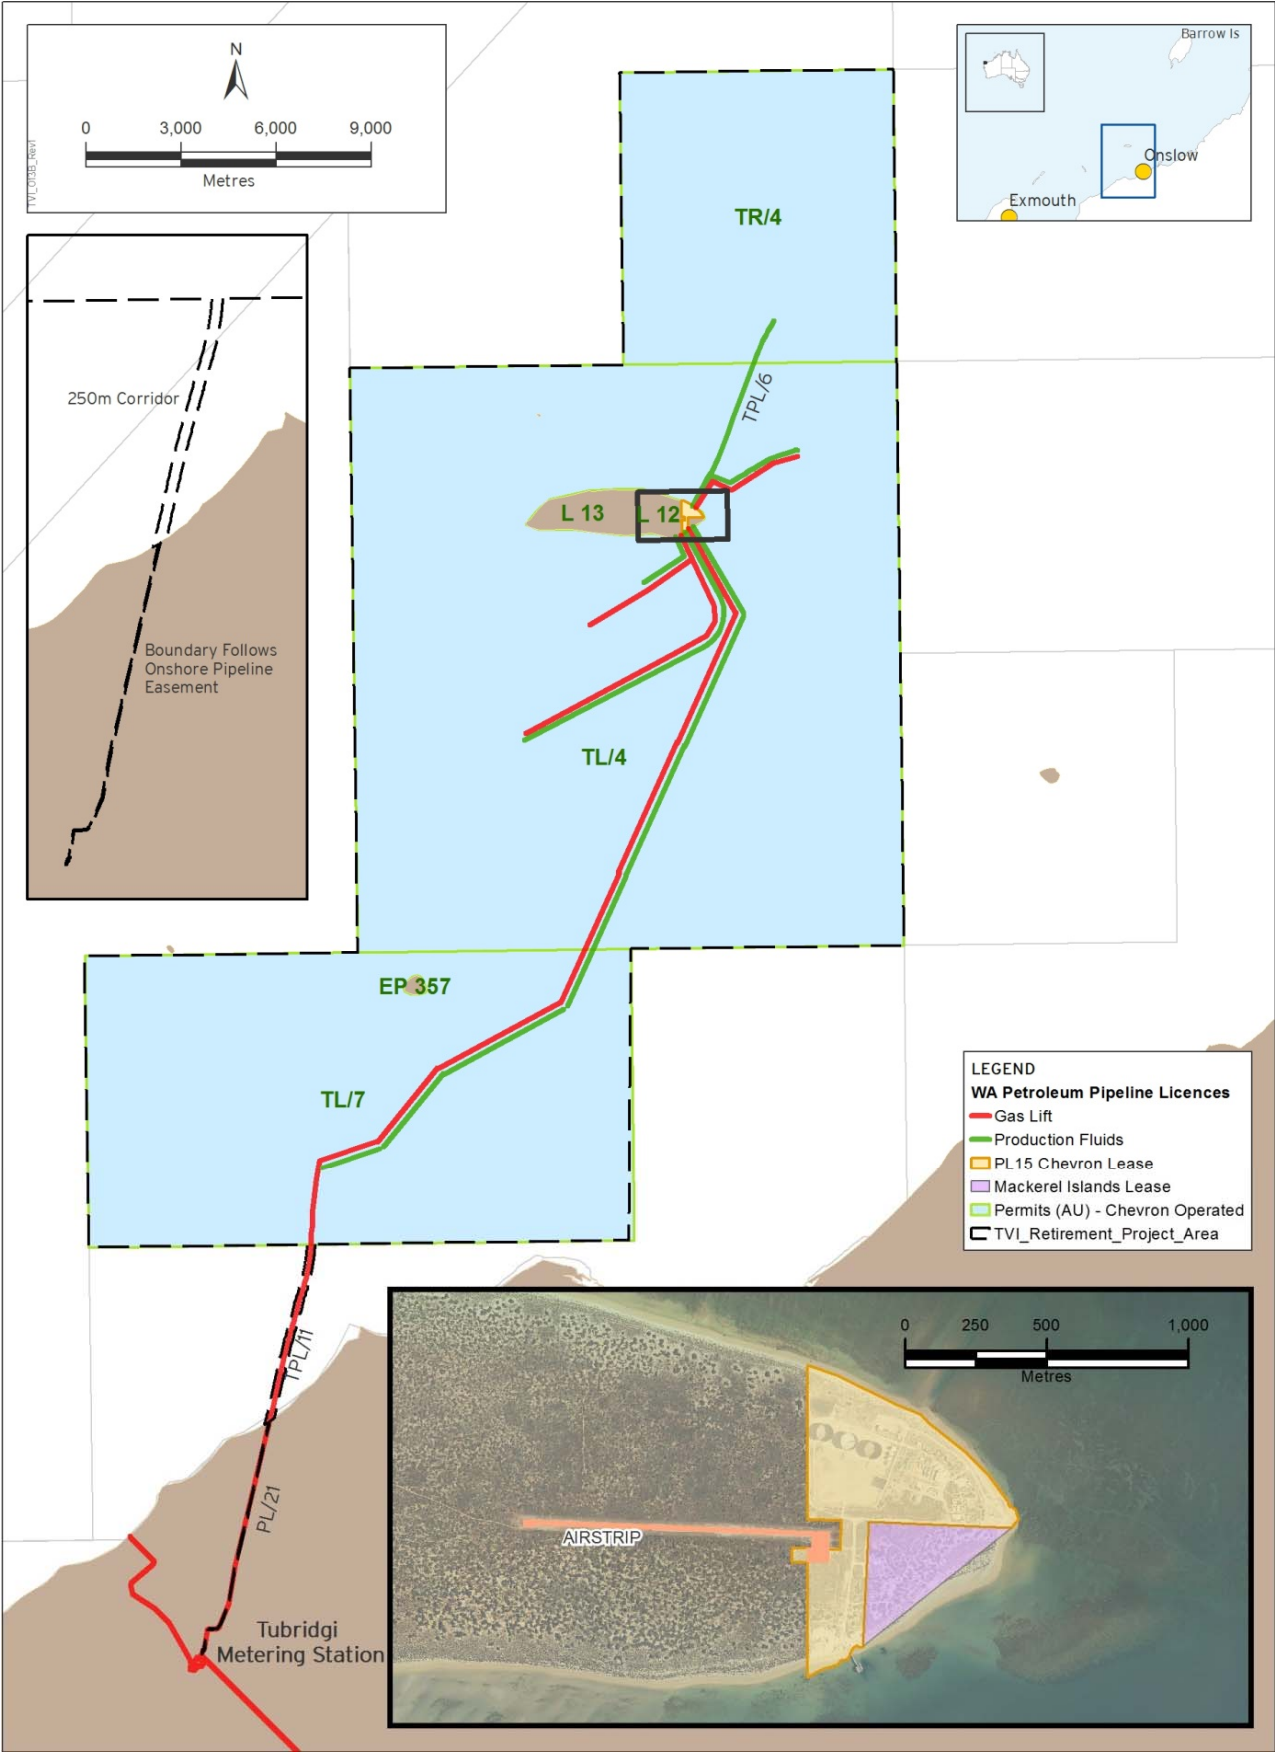 N
0 3,000 6,000 9,000
Metres
TVI_013B_Rev1
Barrow Is
Onslow
Exmouth
250m Corridor
Boundary Follows
Onshore Pipeline
Easement
TR/4
TPL/6
L 13
L 12
TL/4
EP 357
TL/7
LEGEND
WA Petroleum Pipeline Licences
Gas Lift
Production Fluids
PL15 Chevron Lease
Mackerel Islands Lease
Permits (AU) - Chevron Operated
TVI_Retirement_Project_Area
TPL/11
PL/21
Tubridgi
Metering Station
0 250 500 1,000
Metres
AIRSTRIP